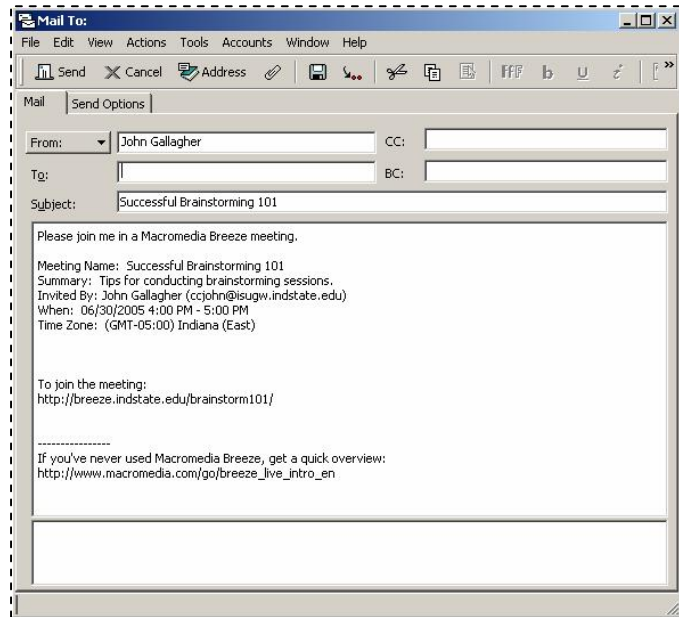 Mail To:
File Edit View Actions Tools Accounts Window Help
Send Cancel Address b u i »
Mail Send Options
From: John Gallagher CC:
To: BC:
Subject: Successful Brainstorming 101
Please join me in a Macromedia Breeze meeting.
Meeting Name: Successful Brainstorming 101
Summary: Tips for conducting brainstorming sessions.
Invited By: John Gallagher (ccjohn@isugw.indstate.edu)
When: 06/30/2005 4:00 PM - 5:00 PM
Time Zone: (GMT-05:00) Indiana (East)
To join the meeting:
http://breeze.indstate.edu/brainstorm101/
----------------
If you've never used Macromedia Breeze, get a quick overview:
http://www.macromedia.com/go/breeze_live_intro_en